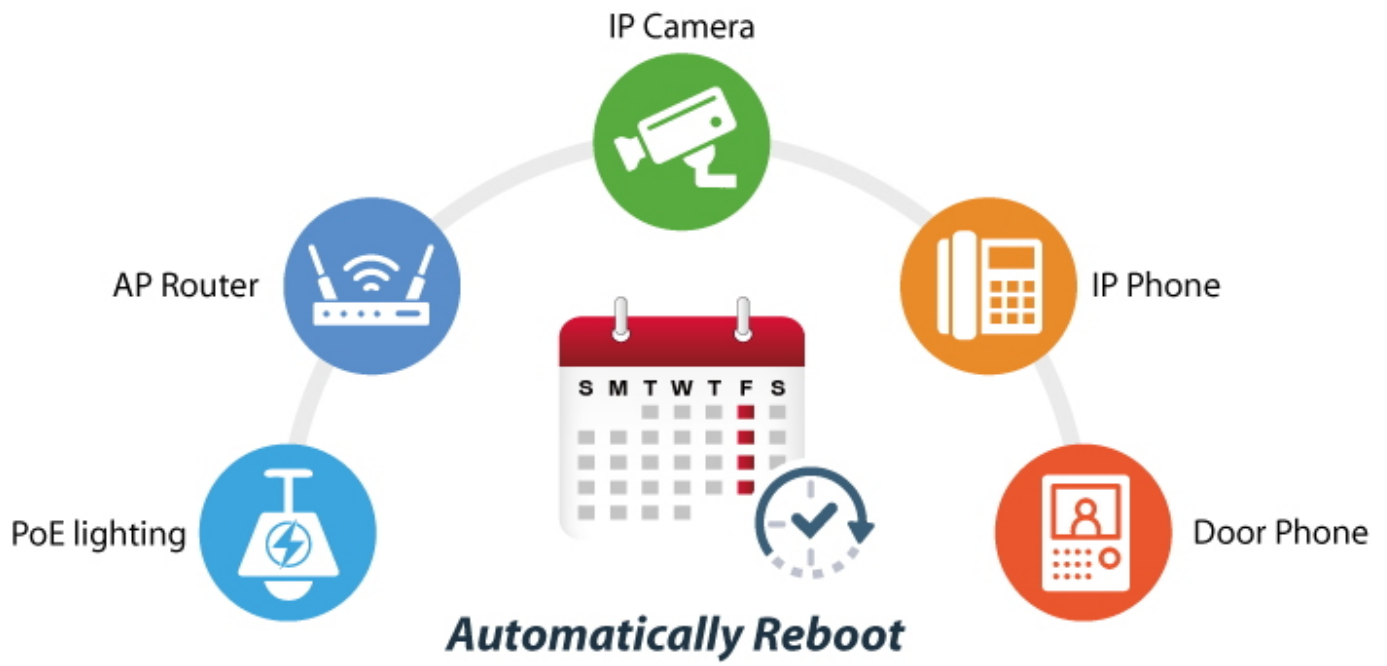 IP Camera
AP Router
IP Phone
S M T W T F S
PoE lighting
Door Phone
Automatically Reboot